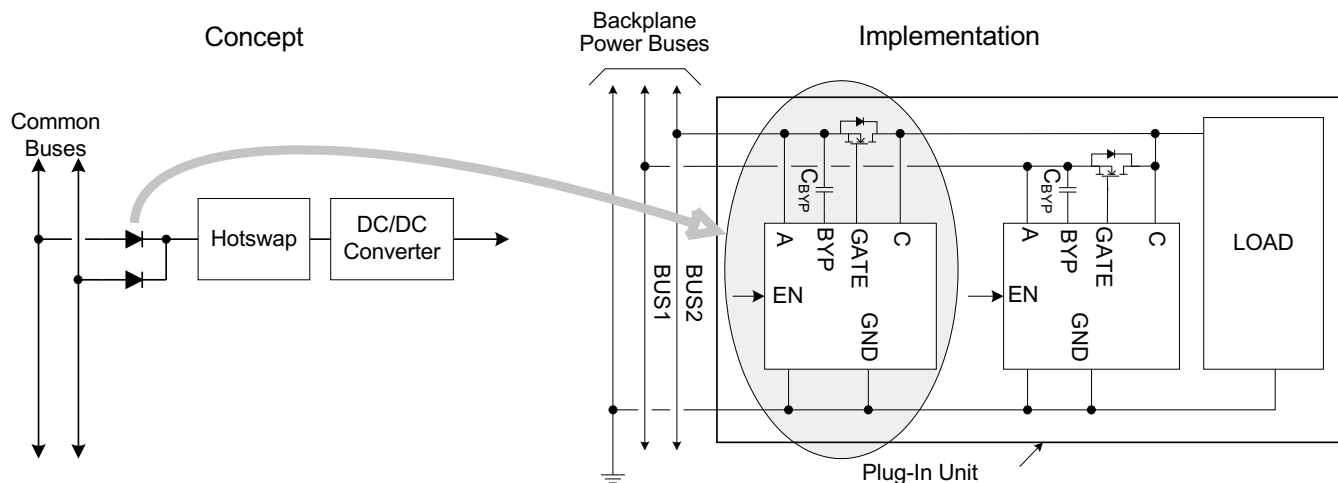 Concept
Common
Buses
Hotswap
DC/DC
Converter
Backplane
Power Buses
Implementation
BUS1
BUS2
CBYP
A
BYP
GATE
C
EN
GND
CBYP
A
BYP
GATE
C
EN
GND
LOAD
Plug-In Unit